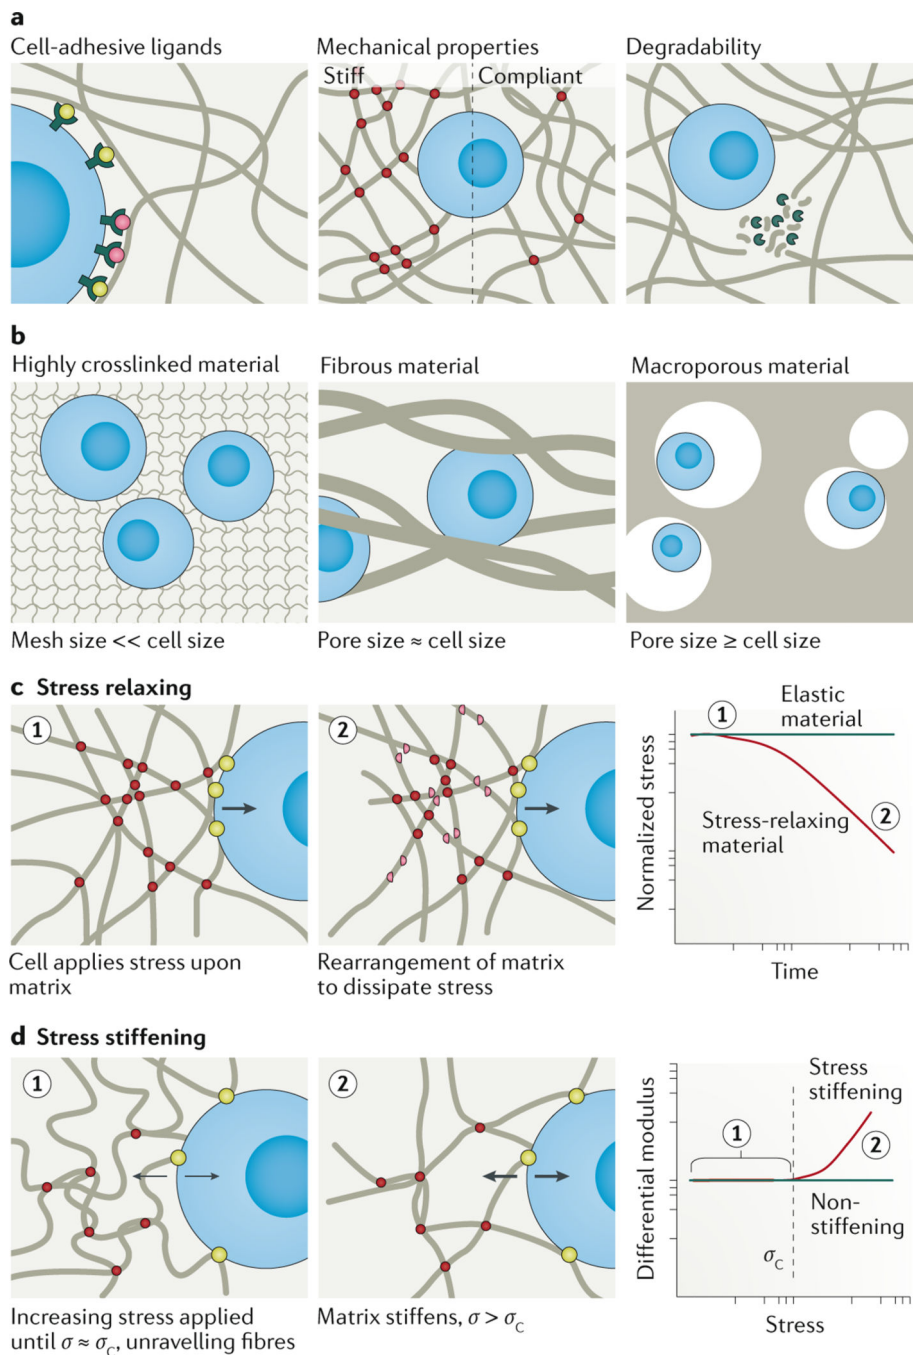 a
Cell-adhesive ligands
Mechanical properties
Degradability
Stiff
Compliant
b
Highly crosslinked material
Fibrous material
Macroporous material
Mesh size << cell size
Pore size ≈ cell size
Pore size ≥ cell size
c Stress relaxing
1
2
Cell applies stress upon
matrix
Rearrangement of matrix
to dissipate stress
Normalized stress
1
Elastic
material
Stress-relaxing
material
2
Time
d Stress stiffening
1
2
Increasing stress applied
until σ ≈ σc, unravelling fibres
Matrix stiffens, σ > σc
Differential modulus
Stress
stiffening
1
2
Non-
stiffening
σc
Stress